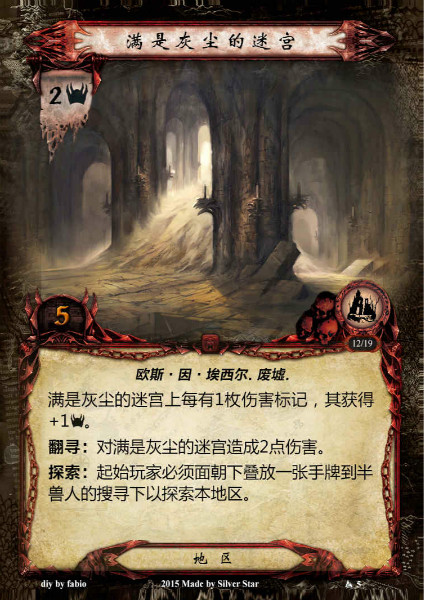 满是灰尘的迷宫
2
5
12/19
欧斯·因·埃西尔. 废墟.
满是灰尘的迷宫上每有1枚伤害标记，其获得
+1。
翻寻：对满是灰尘的迷宫造成2点伤害。
探索：起始玩家必须面朝下叠放一张手牌到半
兽人的搜寻下以探索本地区。
地区
diy by fabio 2015 Made by Silver Star 5